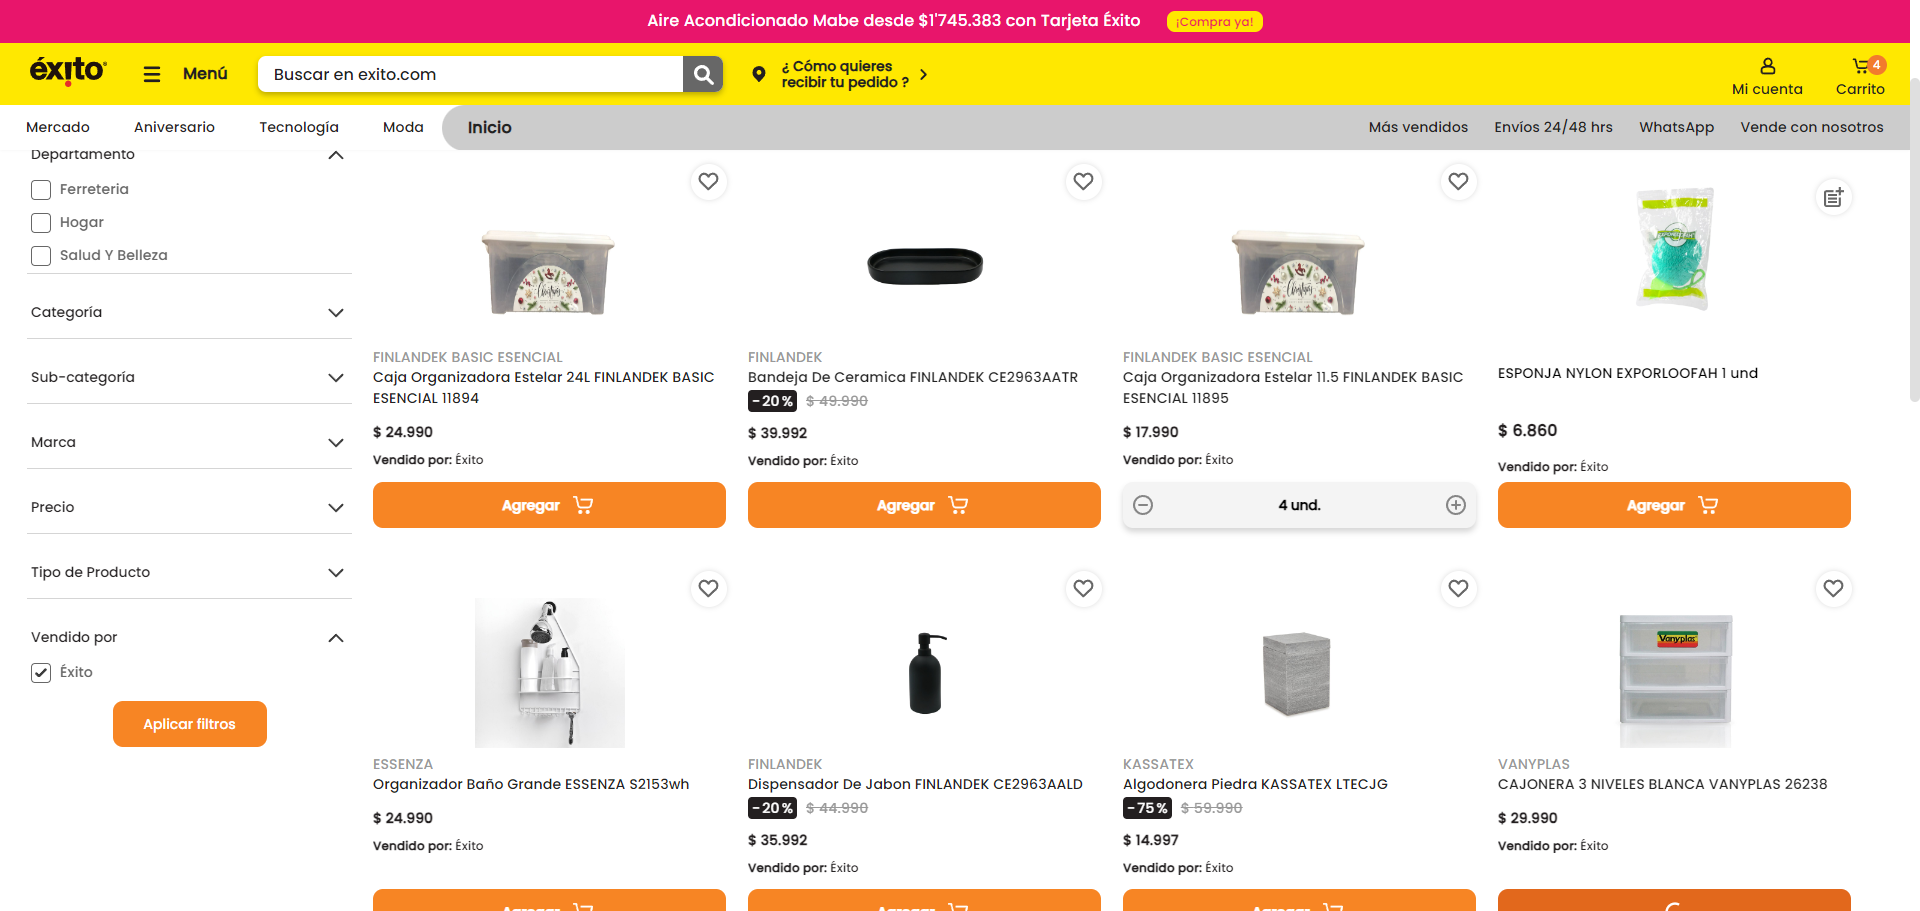 Aire Acondicionado Mabe desde $1'745.383 con Tarjeta Éxito ¡Compra ya!
éxito
Menú
Buscar en exito.com
¿ Cómo quieres
recibir tu pedido ?
Mi cuenta
4
Carrito
Mercado
Aniversario
Tecnología
Moda
Inicio
Más vendidos
Envíos 24/48 hrs
WhatsApp
Vende con nosotros
Departamento
Ferreteria
Hogar
Salud Y Belleza
Categoría
Sub-categoría
Marca
Precio
Tipo de Producto
Vendido por
Éxito
Aplicar filtros
Christmas
FINLANDEK BASIC ESENCIAL
Caja Organizadora Estelar 24L FINLANDEK BASIC
ESENCIAL 11894
$ 24.990
Vendido por: Éxito
Agregar
FINLANDEK
Bandeja De Ceramica FINLANDEK CE2963AATR
-20% $ 49.990
$ 39.992
Vendido por: Éxito
Agregar
Christmas
FINLANDEK BASIC ESENCIAL
Caja Organizadora Estelar 11.5 FINLANDEK BASIC
ESENCIAL 11895
$ 17.990
Vendido por: Éxito
4 und.
ESPONJA NYLON EXPORLOOFAH 1 und
$ 6.860
Vendido por: Éxito
Agregar
ESSENZA
Organizador Baño Grande ESSENZA S2153wh
$ 24.990
Vendido por: Éxito
Agregar
FINLANDEK
Dispensador De Jabon FINLANDEK CE2963AALD
-20% $ 44.990
$ 35.992
Vendido por: Éxito
Agregar
KASSATEX
Algodonera Piedra KASSATEX LTECJG
-75% $ 59.990
$ 14.997
Vendido por: Éxito
Agregar
Vanyplas
VANYPLAS
CAJONERA 3 NIVELES BLANCA VANYPLAS 26238
$ 29.990
Vendido por: Éxito